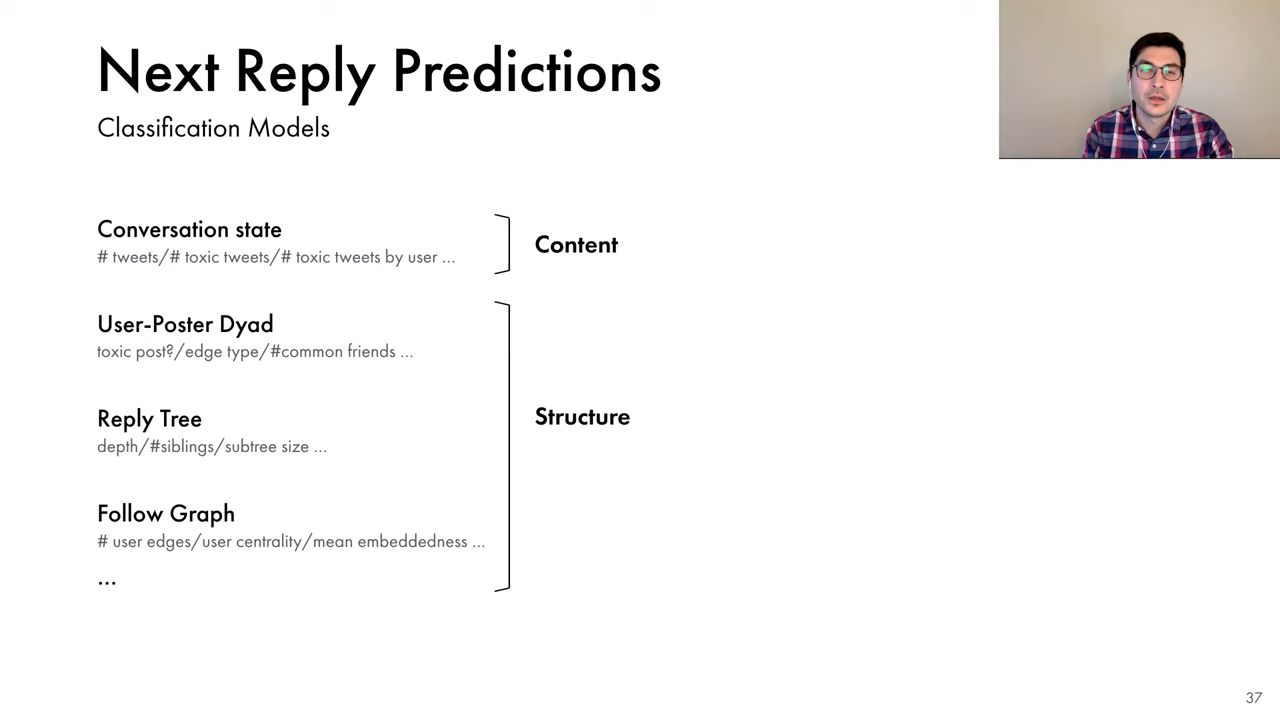 Next Reply Predictions
Classification Models
Conversation state
# tweets/# toxic tweets/# toxic tweets by user ...
Content
User-Poster Dyad
toxic post?/edge type/#common friends ...
Reply Tree
depth/#siblings/subtree size ...
Structure
Follow Graph
# user edges/user centrality/mean embeddedness ...
...
37